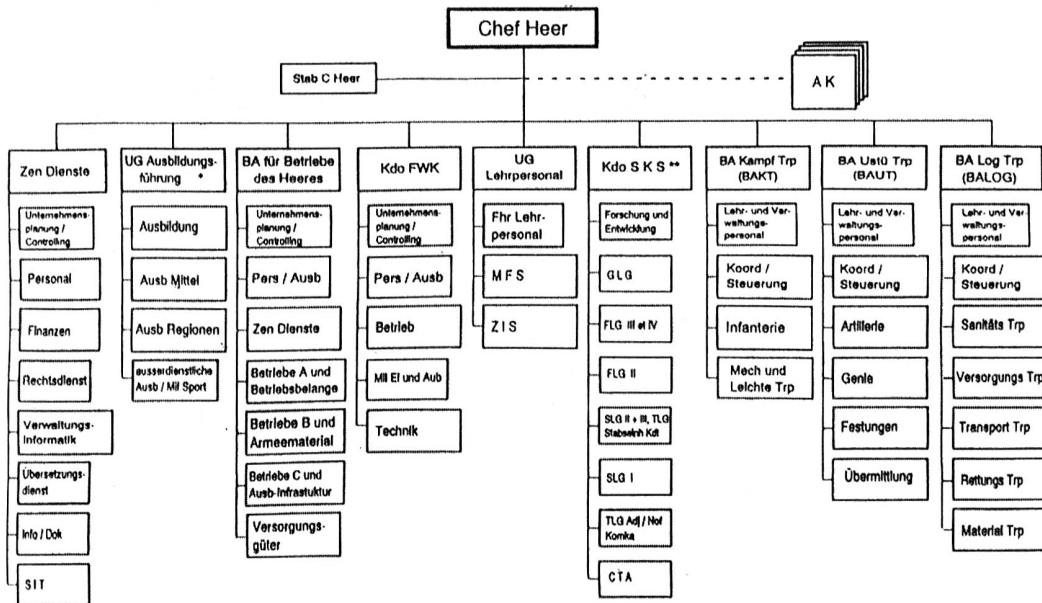 Chef Heer
Stab C Heer
A K
Zen Dienste
Unternehmens-
planung /
Controlling
Personal
Finanzen
Rechtsdienst
Verwaltungs-
Informatik
Übersetzungs-
dienst
Info / Dok
S I T
UG Ausbildungs-
führung *
Ausbildung
Ausb Mittel
Ausb Regionen
ausserdienstliche
Ausb / Mil Sport
BA für Betriebe
des Heeres
Unternehmens-
planung /
Controlling
Pers / Ausb
Zen Dienste
Betriebe A und
Betriebsbelange
Betriebe B und
Armeematerial
Betriebe C und
Ausb-Infrastuktur
Versorgungs-
güter
Kdo FWK
Unternehmens-
planung /
Controlling
Pers / Ausb
Betrieb
Mil El und Aub
Technik
UG
Lehrpersonal
Fhr Lehr-
personal
M F S
Z I S
Kdo S K S **
Forschung und
Entwicklung
GLG
FLG III et IV
FLG II
SLG II + III, TLG
Stabseinh Kdt
SLG I
TLG Adj / Not
Komka
CTA
BA Kampf Trp
(BAKT)
Lehr- und Ver-
waltungs-
personal
Koord /
Steuerung
Infanterie
Mech und
Leichte Trp
BA Ustü Trp
(BAUT)
Lehr- und Ver-
waltungs-
personal
Koord /
Steuerung
Artillerie
Genie
Festungen
Übermittlung
BA Log Trp
(BALOG)
Lehr- und Ver-
waltungs-
personal
Koord /
Steuerung
Sanitäts Trp
Versorgungs Trp
Transport Trp
Rettungs Trp
Material Trp